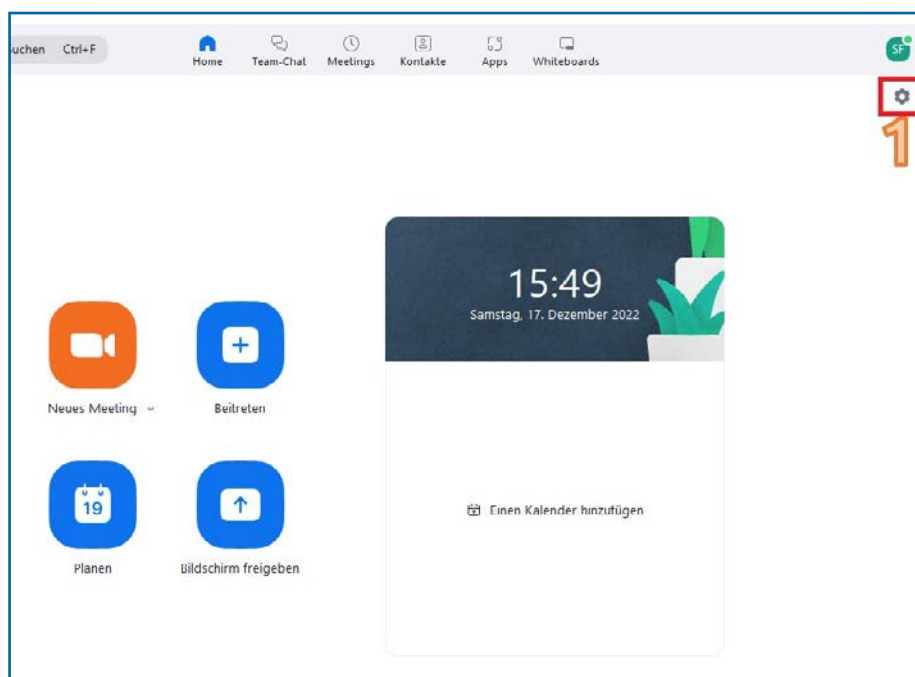 uchen Ctrl+F
Home Team-Chat Meetings Kontakte Apps Whiteboards
SF
1
15:49
Samstag, 17. Dezember 2022
Neues Meeting
Beitreten
19
Planen
Bildschirm freigeben
Einen Kalender hinzufügen